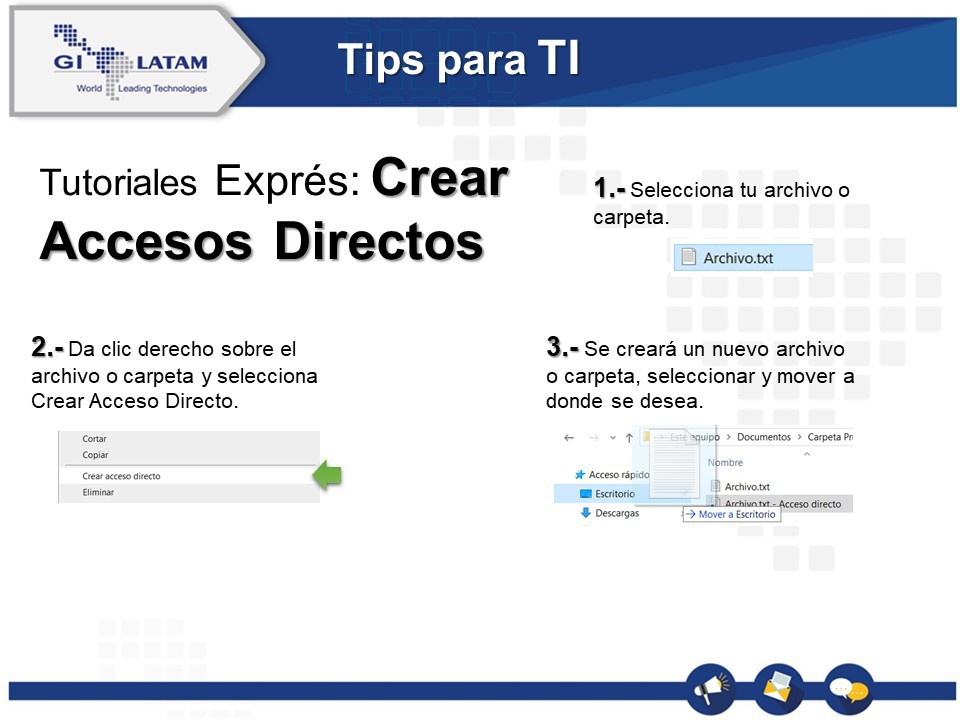 GI LATAM
World Leading Technologies
Tips para TI
Tutoriales Exprés: Crear
Accesos Directos
1.- Selecciona tu archivo o
carpeta.
Archivo.txt
2.- Da clic derecho sobre el
archivo o carpeta y selecciona
Crear Acceso Directo.
Cortar
Copiar
Crear acceso directo
Eliminar
3.- Se creará un nuevo archivo
o carpeta, seleccionar y mover a
donde se desea.
Este equipo > Documentos > Carpeta Pr
Nombre
Acceso rápido
Archivo.txt
Escritorio
Archivo.txt - Acceso directo
Descargas
Mover a Escritorio